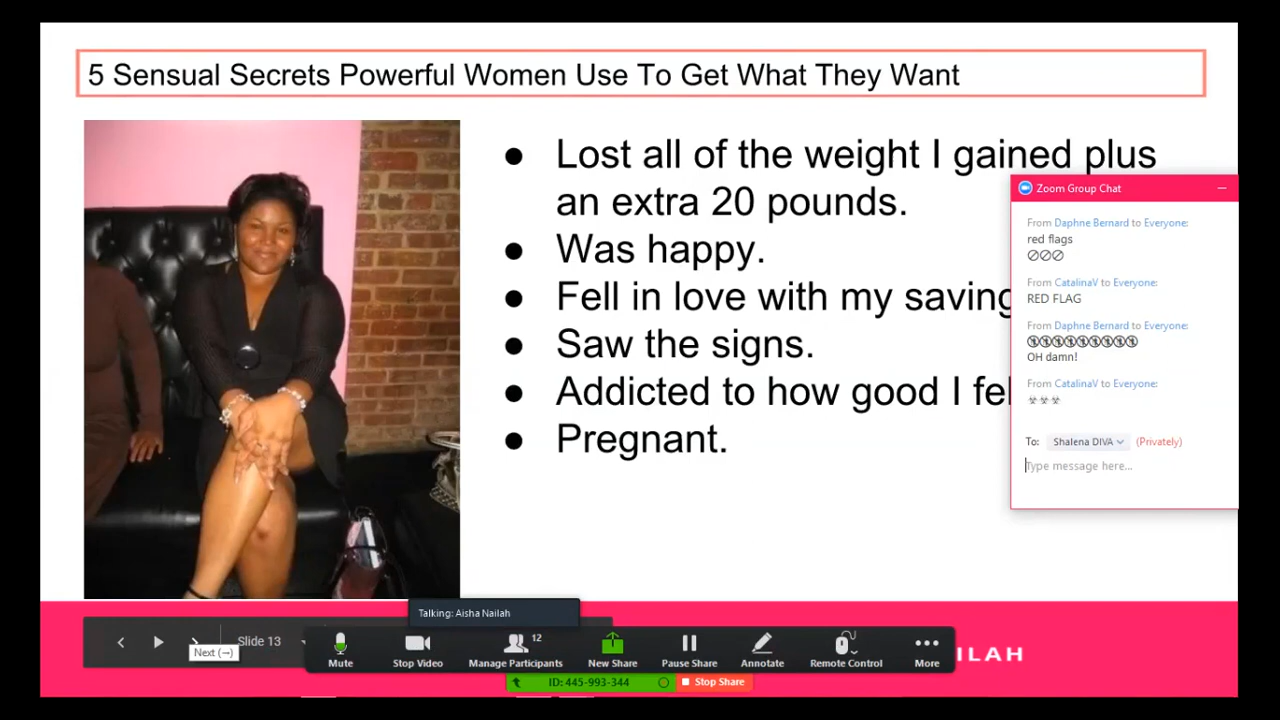 5 Sensual Secrets Powerful Women Use To Get What They Want
● Lost all of the weight I gained plus
an extra 20 pounds.
● Was happy.
● Fell in love with my saving
● Saw the signs.
● Addicted to how good I fel
● Pregnant.
Zoom Group Chat
From Daphne Bernard to Everyone:
red flags
From CatalinaV to Everyone:
RED FLAG
From Daphne Bernard to Everyone:
OH damn!
From CatalinaV to Everyone:
To: Shalena DIVA (Privately)
Type message here...
Talking: Aisha Nailah
Slide 13
Next (→)
12
Mute
Stop Video
Manage Participants
New Share
Pause Share
Annotate
Remote Control
More
ILAH
ID: 445-993-344
Stop Share